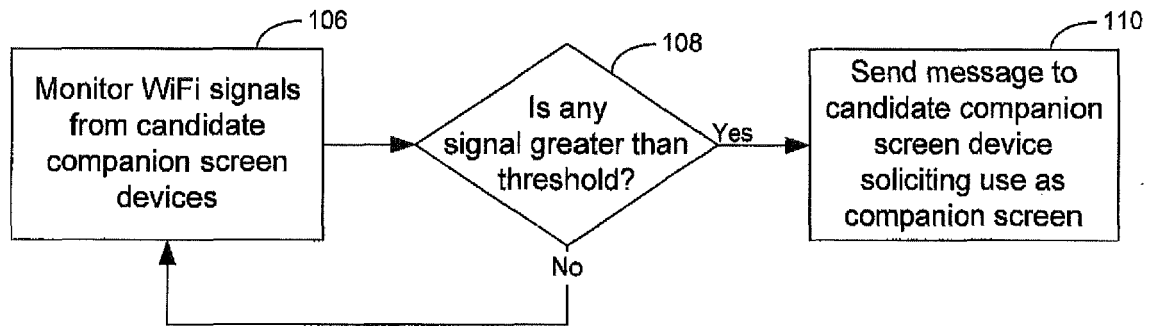 106
Monitor WiFi signals
from candidate
companion screen
devices
108
Is any
signal greater than
threshold?
Yes
No
110
Send message to
candidate companion
screen device
soliciting use as
companion screen